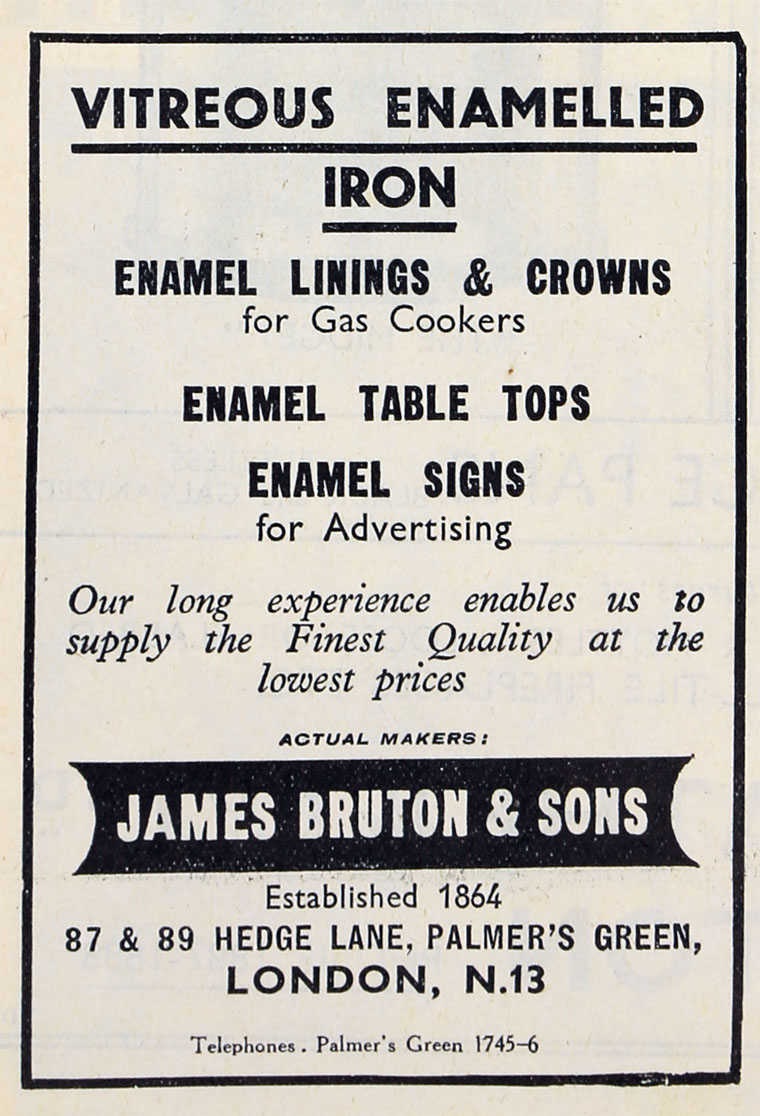 VITREOUS ENAMELLED
IRON
ENAMEL LININGS & CROWNS
for Gas Cookers
ENAMEL TABLE TOPS
ENAMEL SIGNS
for Advertising
Our long experience enables us to
supply the Finest Quality at the
lowest prices
ACTUAL MAKERS:
JAMES BRUTON & SONS
Established 1864
87 & 89 HEDGE LANE, PALMER'S GREEN,
LONDON, N.13
Telephones. Palmer's Green 1745–6